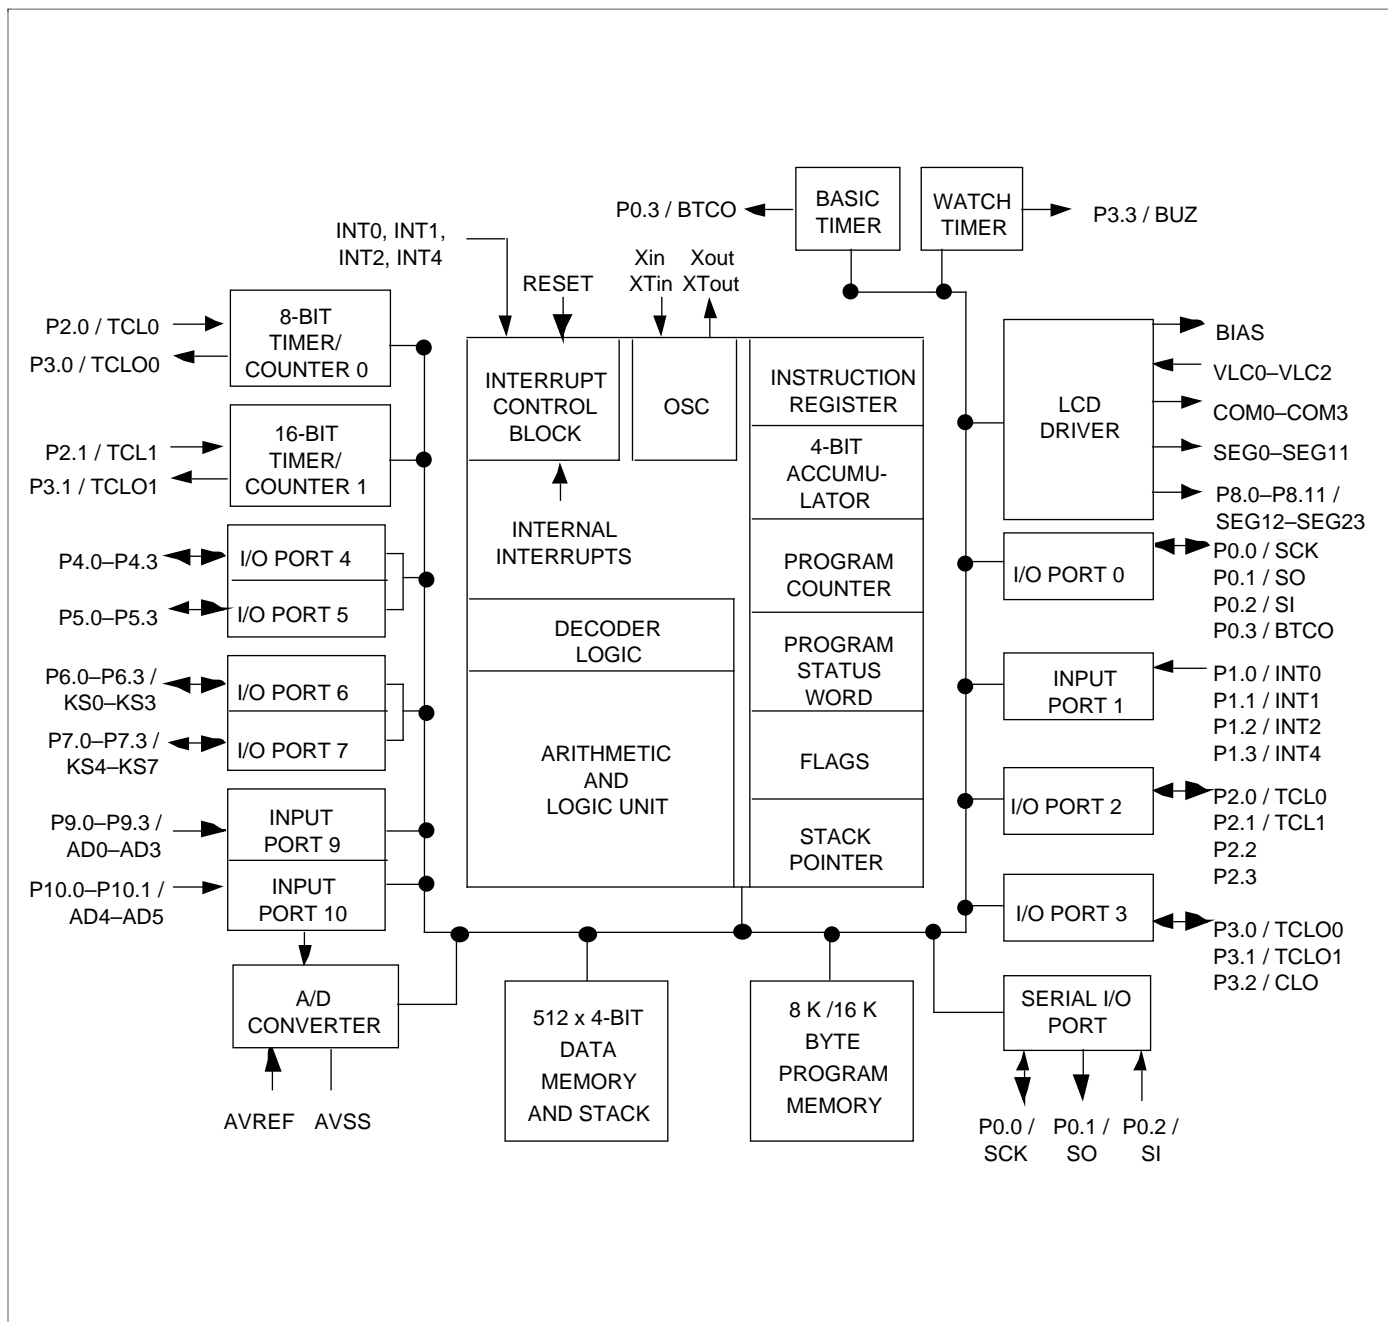 BASIC
TIMER
WATCH
TIMER
P0.3 / BTCO
P3.3 / BUZ
INT0, INT1,
INT2, INT4
RESET
Xin
XTin
Xout
XTout
P2.0 / TCL0
P3.0 / TCLO0
8-BIT
TIMER/
COUNTER 0
P2.1 / TCL1
P3.1 / TCLO1
16-BIT
TIMER/
COUNTER 1
P4.0–P4.3
I/O PORT 4
P5.0–P5.3
I/O PORT 5
P6.0–P6.3 /
KS0–KS3
I/O PORT 6
P7.0–P7.3 /
KS4–KS7
I/O PORT 7
P9.0–P9.3 /
AD0–AD3
INPUT
PORT 9
P10.0–P10.1 /
AD4–AD5
INPUT
PORT 10
A/D
CONVERTER
AVREF
AVSS
INTERRUPT
CONTROL
BLOCK
OSC
INTERNAL
INTERRUPTS
DECODER
LOGIC
ARITHMETIC
AND
LOGIC UNIT
INSTRUCTION
REGISTER
4-BIT
ACCUMU-
LATOR
PROGRAM
COUNTER
PROGRAM
STATUS
WORD
FLAGS
STACK
POINTER
512 x 4-BIT
DATA
MEMORY
AND STACK
8 K /16 K
BYTE
PROGRAM
MEMORY
LCD
DRIVER
BIAS
VLC0–VLC2
COM0–COM3
SEG0–SEG11
P8.0–P8.11 /
SEG12–SEG23
I/O PORT 0
P0.0 / SCK
P0.1 / SO
P0.2 / SI
P0.3 / BTCO
INPUT
PORT 1
P1.0 / INT0
P1.1 / INT1
P1.2 / INT2
P1.3 / INT4
I/O PORT 2
P2.0 / TCL0
P2.1 / TCL1
P2.2
P2.3
I/O PORT 3
P3.0 / TCLO0
P3.1 / TCLO1
P3.2 / CLO
SERIAL I/O
PORT
P0.0 /
SCK
P0.1 /
SO
P0.2 /
SI